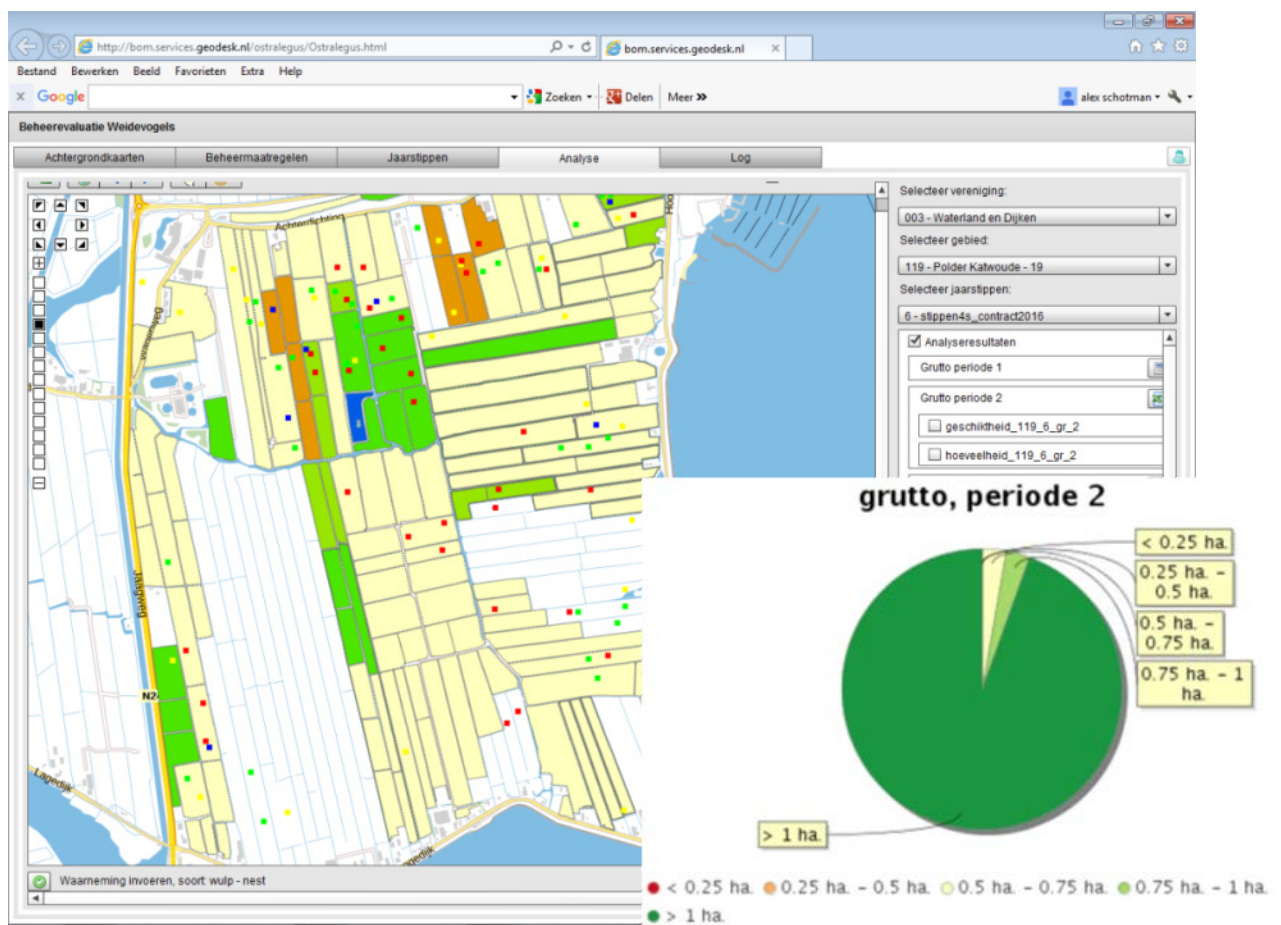 http://bom.services.geodesk.nl/ostralegus/Ostralegus.html
bom.services.geodesk.nl
Bestand Bewerken Beeld Favorieten Extra Help
Google Zoeken Delen Meer »
alex schotman
Beheerevaluatie Weidevogels
Achtergrondkaarten Beheermaatregelen Jaarstippen Analyse Log
Selecteer vereniging:
003 - Waterland en Dijken
Selecteer gebied:
119 - Polder Katwoude - 19
Selecteer jaarstippen:
6 - stippen4s_contract2016
Analyseresultaten
Grutto periode 1
Grutto periode 2
geschiktheid_119_6_gr_2
hoeveelheid_119_6_gr_2
Achterdichting
Jaagweg
N24
Lagedijk
Waarneming invoeren, soort: wulp - nest
grutto, periode 2
< 0.25 ha.
0.25 ha. -
0.5 ha.
0.5 ha. -
0.75 ha.
0.75 ha. - 1
ha.
> 1 ha.
< 0.25 ha. 0.25 ha. - 0.5 ha. 0.5 ha. - 0.75 ha. 0.75 ha. - 1 ha.
> 1 ha.